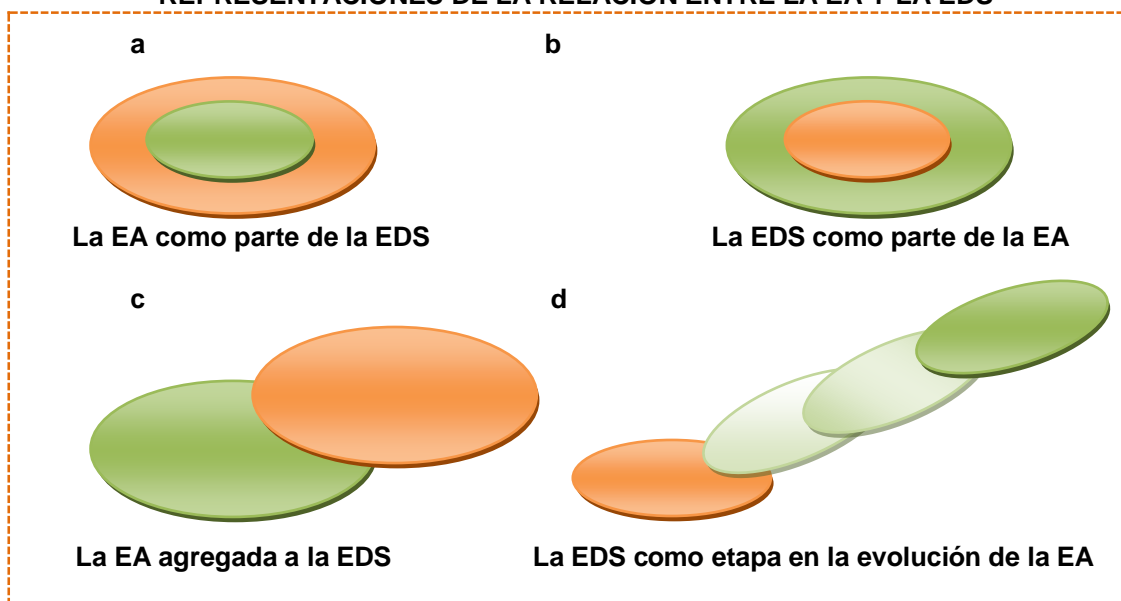 REPRESENTACIONES DE LA RELACIÓN ENTRE LA EA Y LA EDS
a
b
La EA como parte de la EDS
La EDS como parte de la EA
c
d
La EA agregada a la EDS
La EDS como etapa en la evolución de la EA